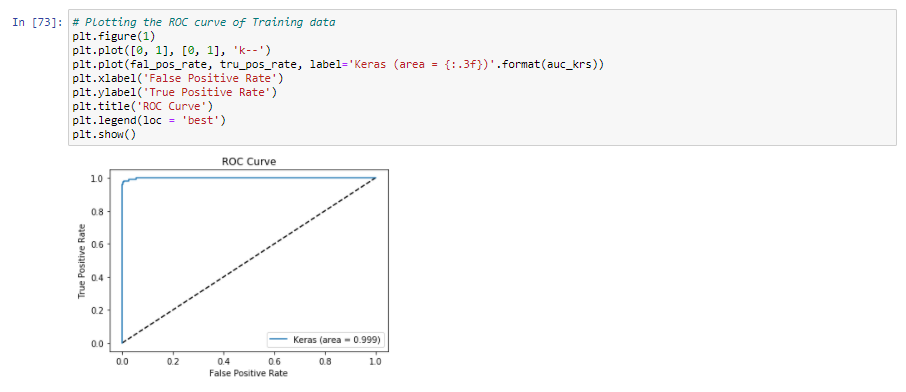 In [73]: # Plotting the ROC curve of Training data
plt.figure(1)
plt.plot([0, 1], [0, 1], 'k--')
plt.plot(fal_pos_rate, tru_pos_rate, label='Keras (area = {:.3f})'.format(auc_krs))
plt.xlabel('False Positive Rate')
plt.ylabel('True Positive Rate')
plt.title('ROC Curve')
plt.legend(loc = 'best')
plt.show()
ROC Curve
1.0
0.8
0.6
0.4
0.2
0.0
True Positive Rate
Keras (area = 0.999)
0.0 0.2 0.4 0.6 0.8 1.0
False Positive Rate